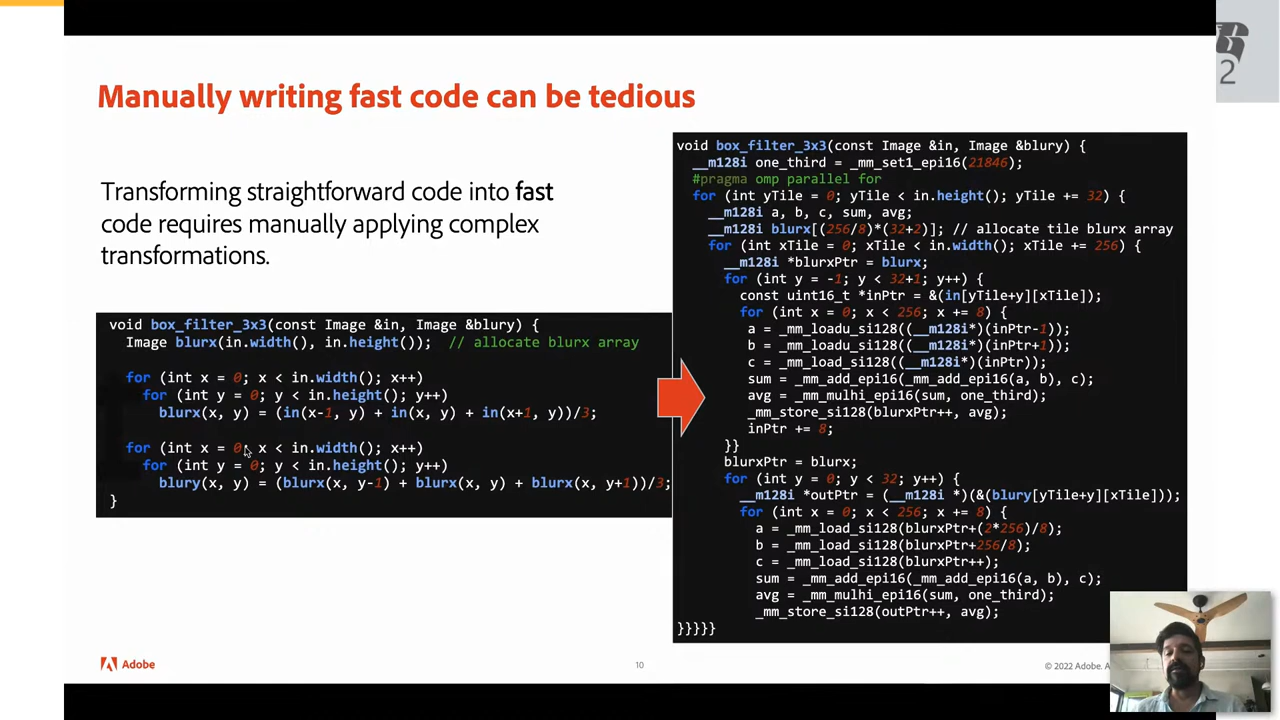 2
Manually writing fast code can be tedious
Transforming straightforward code into fast
code requires manually applying complex
transformations.
void box_filter_3x3(const Image &in, Image &blury) {
Image blurx(in.width(), in.height()); // allocate blurx array
for (int x = 0; x < in.width(); x++)
for (int y = 0; y < in.height(); y++)
blurx(x, y) = (in(x-1, y) + in(x, y) + in(x+1, y))/3;
for (int x = 0; x < in.width(); x++)
for (int y = 0; y < in.height(); y++)
blury(x, y) = (blurx(x, y-1) + blurx(x, y) + blurx(x, y+1))/3;
}
void box_filter_3x3(const Image &in, Image &blury) {
__m128i one_third = _mm_set1_epi16(21846);
#pragma omp parallel for
for (int yTile = 0; yTile < in.height(); yTile += 32) {
__m128i a, b, c, sum, avg;
__m128i blurx[(256/8)*(32+2)]; // allocate tile blurx array
for (int xTile = 0; xTile < in.width(); xTile += 256) {
__m128i *blurxPtr = blurx;
for (int y = -1; y < 32+1; y++) {
const uint16_t *inPtr = &(in[yTile+y][xTile]);
for (int x = 0; x < 256; x += 8) {
a = _mm_loadu_si128((__m128i*)(inPtr-1));
b = _mm_loadu_si128((__m128i*)(inPtr+1));
c = _mm_load_si128((__m128i*)(inPtr));
sum = _mm_add_epi16(_mm_add_epi16(a, b), c);
avg = _mm_mulhi_epi16(sum, one_third);
_mm_store_si128(blurxPtr++, avg);
inPtr += 8;
}}
blurxPtr = blurx;
for (int y = 0; y < 32; y++) {
__m128i *outPtr = (__m128i *)(&(blury[yTile+y][xTile]));
for (int x = 0; x < 256; x += 8) {
a = _mm_load_si128(blurxPtr+(2*256)/8);
b = _mm_load_si128(blurxPtr+256/8);
c = _mm_load_si128(blurxPtr++);
sum = _mm_add_epi16(_mm_add_epi16(a, b), c);
avg = _mm_mulhi_epi16(sum, one_third);
_mm_store_si128(outPtr++, avg);
}}}}}
Adobe
10
© 2022 Adobe.